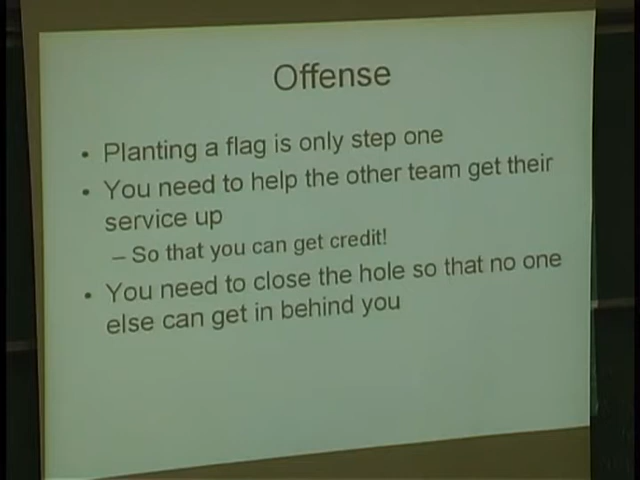 Offense
• Planting a flag is only step one
• You need to help the other team get their
service up
– So that you can get credit!
• You need to close the hole so that no one
else can get in behind you